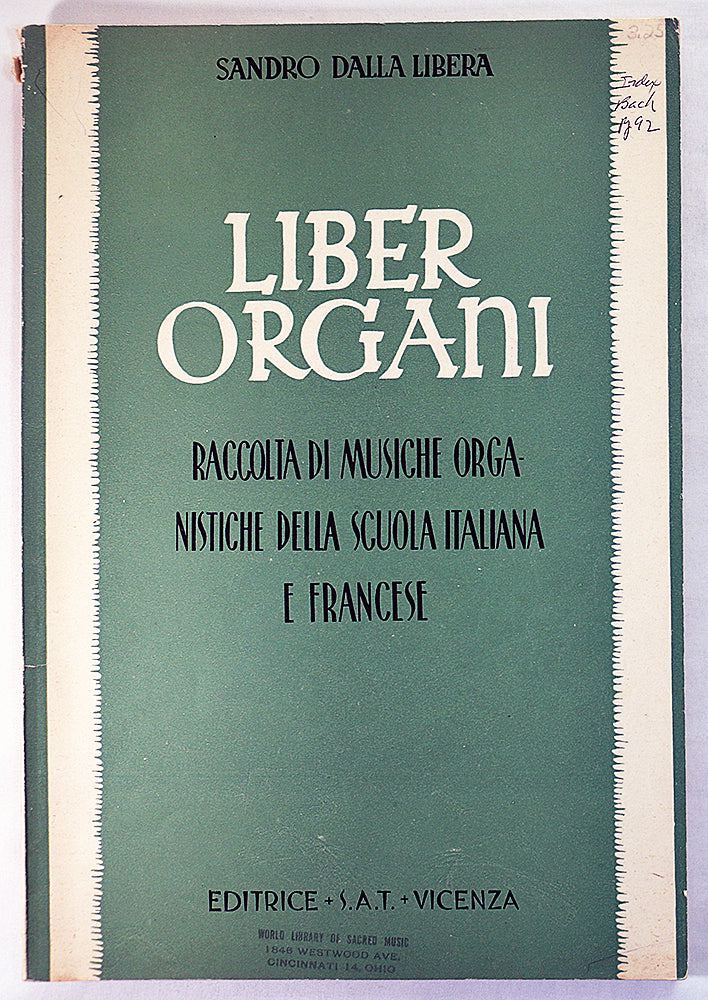 3.25
Index
Bach
SANDRO DALLA LIBERA
LIBER
ORGANI
RACCOLTA DI MUSICHE ORGA-
NISTICHE DELLA SCUOLA ITALIANA
E FRANCESE
EDITRICE + S.A.T. + VICENZA
WORLD LIBRARY OF SACRED MUSIC
1846 WESTWOOD AVE.
CINCINNATI 14, OHIO